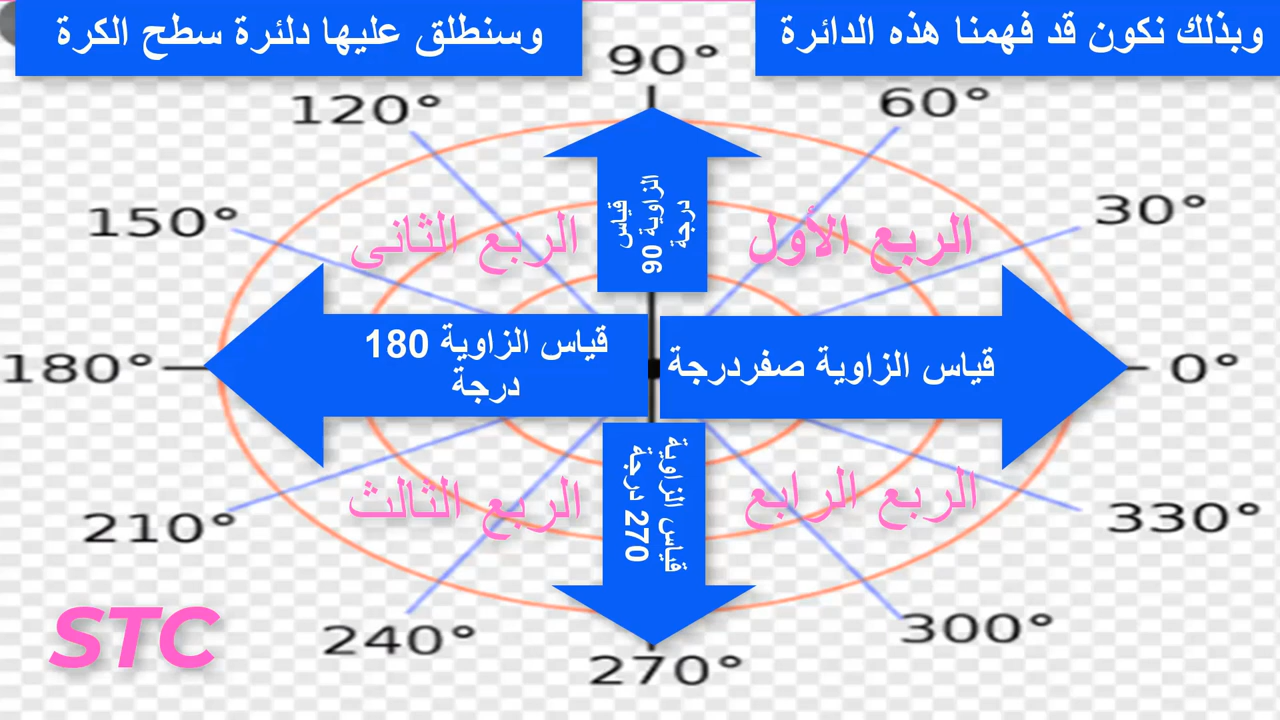 وبذلك نكون قد فهمنا هذه الدائرة
وسنطلق عليها دلئرة سطح الكرة
90°
120°
60°
150°
30°
الربع الأول
الربع الثانى
قياس
الزاوية 90
درجة
180°
قياس الزاوية 180
درجة
قياس الزاوية صفردرجة
0°
الربع الرابع
الربع الثالث
قياس الزاوية
270 درجة
210°
330°
240°
300°
270°
STC